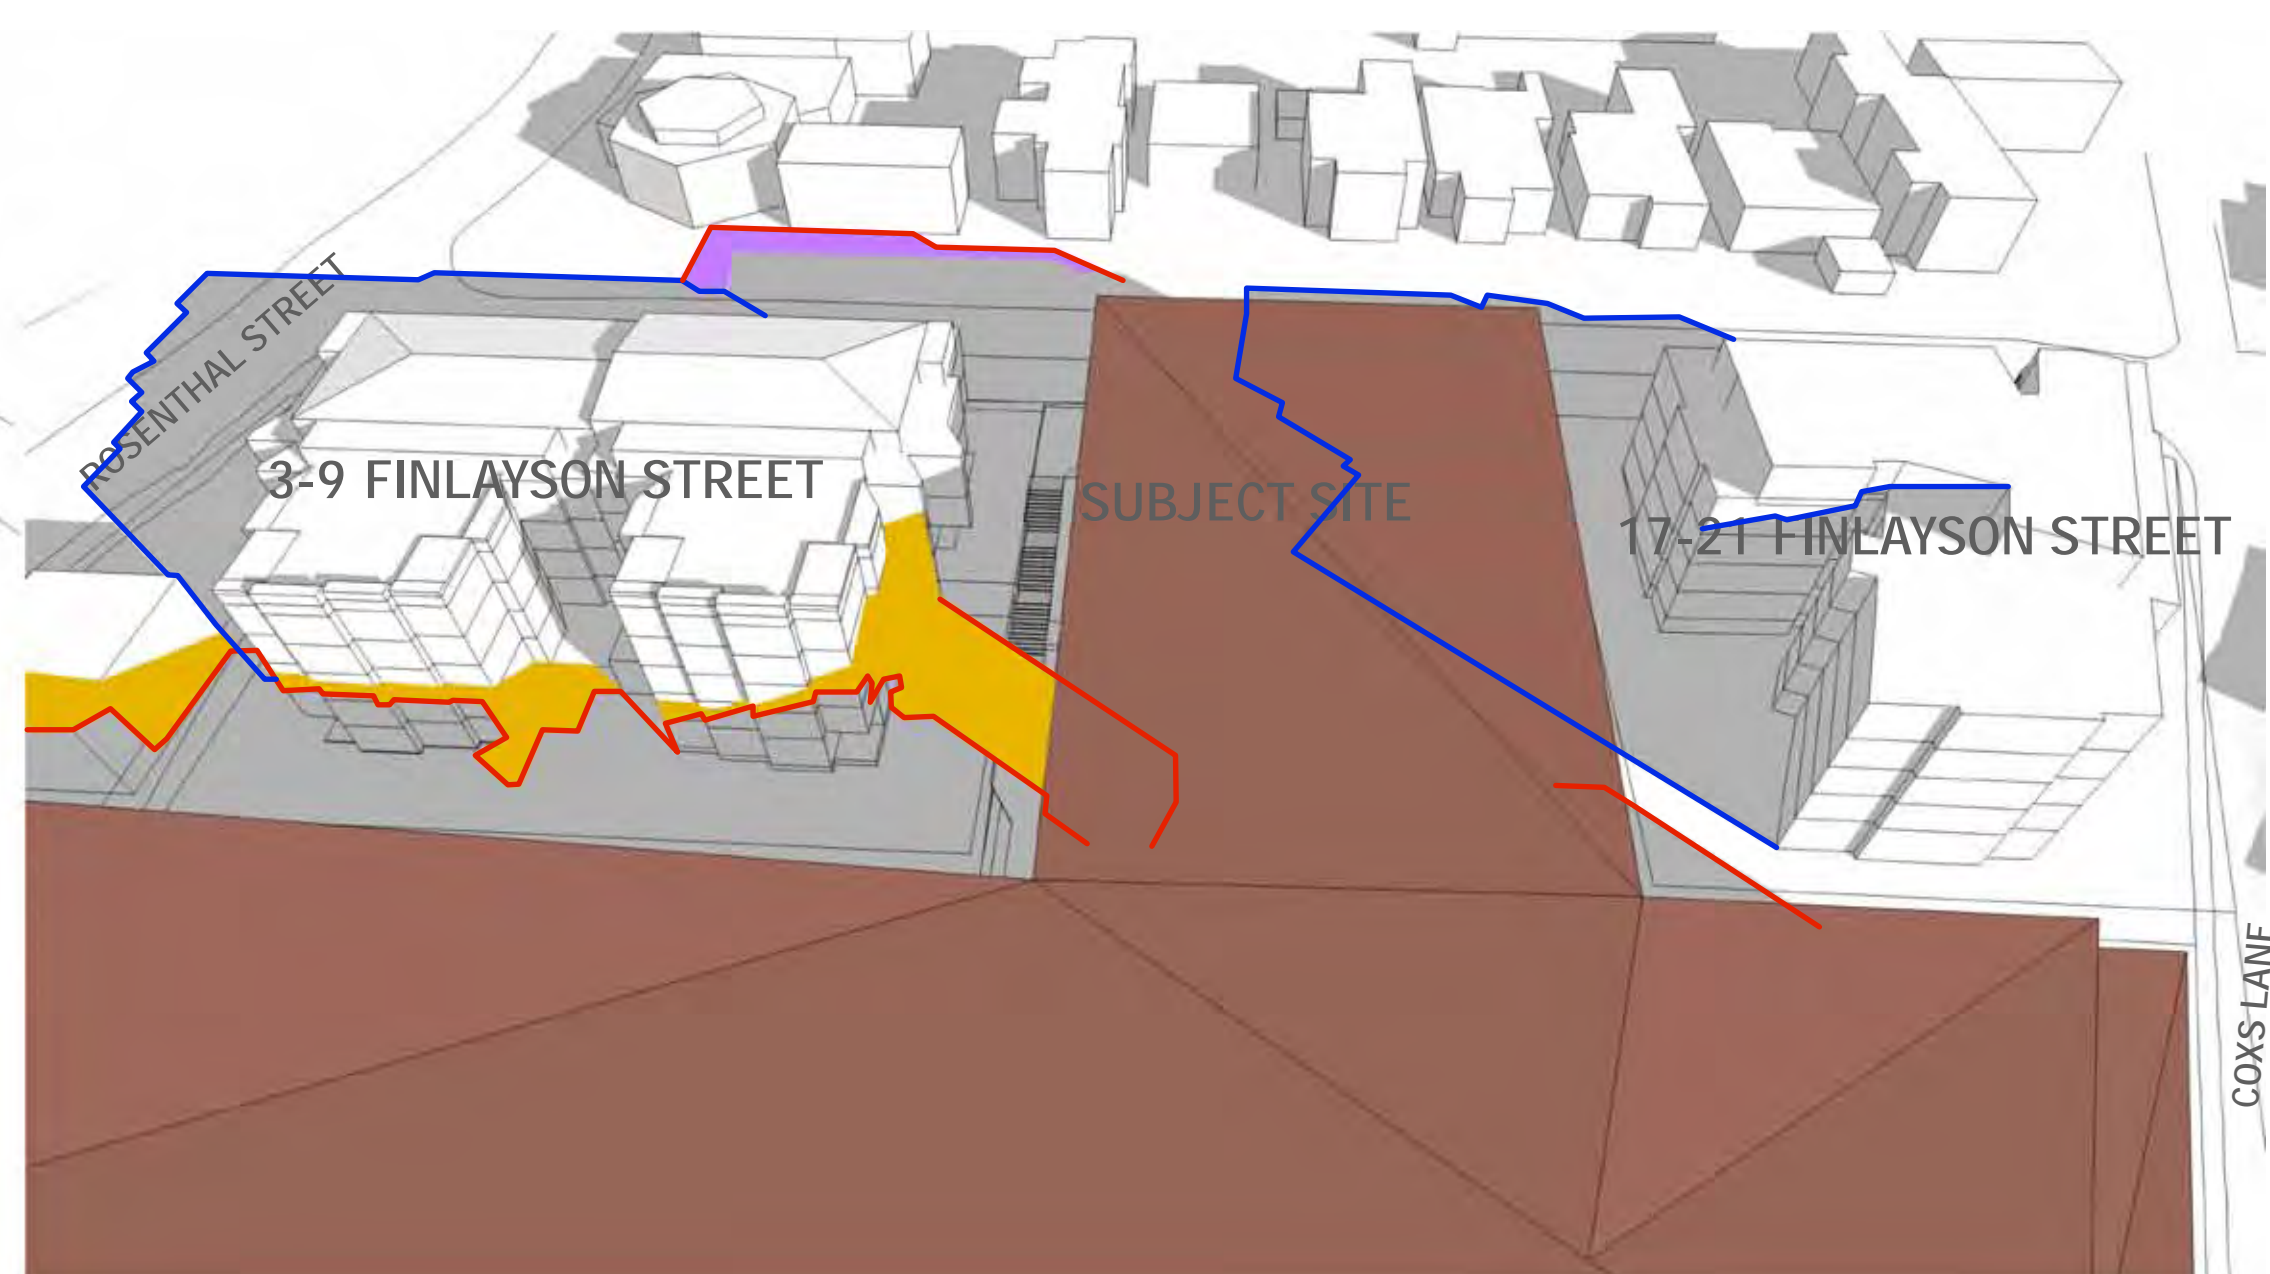 ROSENTHAL STREET
3-9 FINLAYSON STREET
SUBJECT SITE
17-21 FINLAYSON STREET
COXS LANE